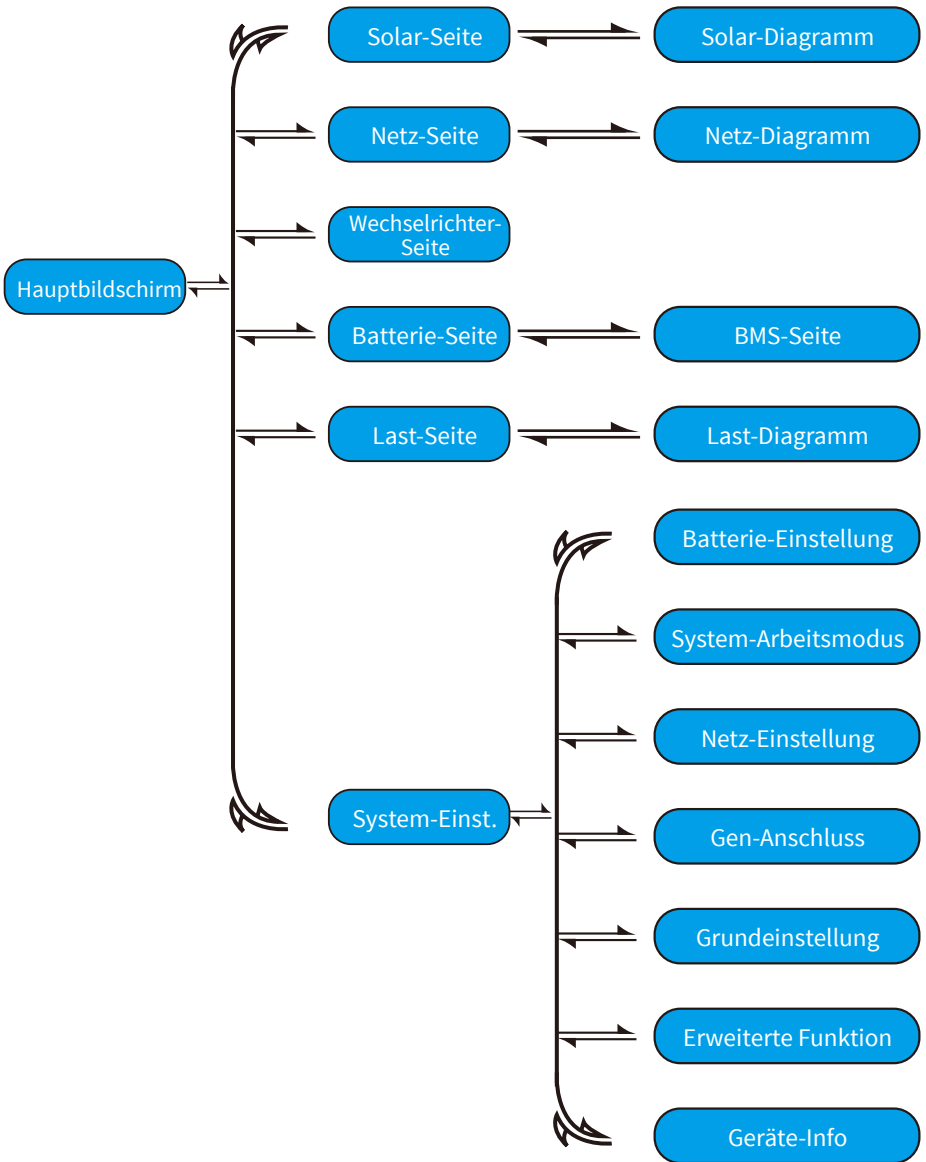 Solar-Seite
Solar-Diagramm
Netz-Seite
Netz-Diagramm
Wechselrichter-
Seite
Hauptbildschirm
Batterie-Seite
BMS-Seite
Last-Seite
Last-Diagramm
Batterie-Einstellung
System-Arbeitsmodus
Netz-Einstellung
System-Einst.
Gen-Anschluss
Grundeinstellung
Erweiterte Funktion
Geräte-Info